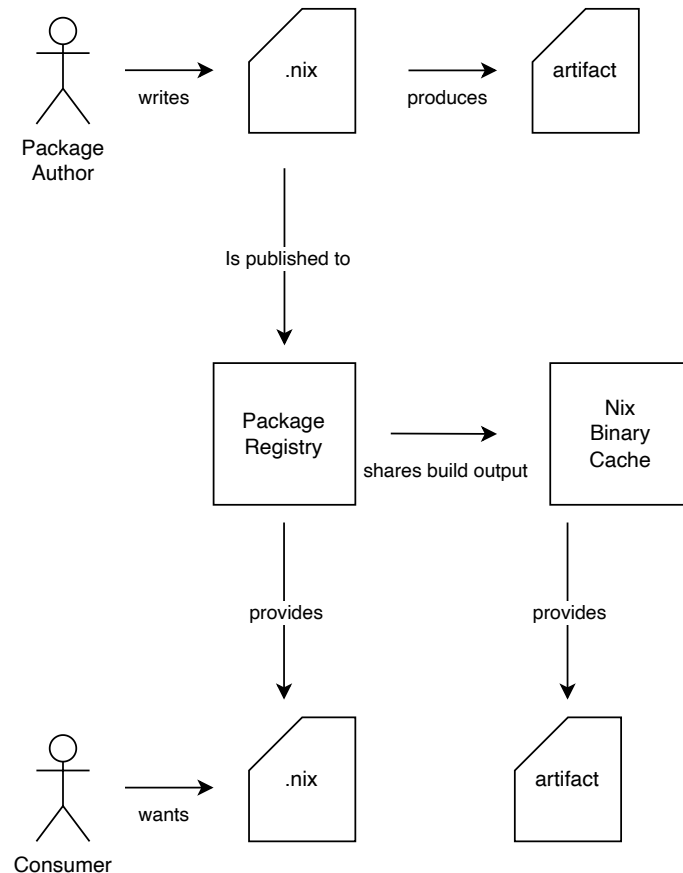 .nix
artifact
writes
produces
Package
Author
Is published to
Package
Registry
Nix
Binary
Cache
shares build output
provides
provides
.nix
artifact
wants
Consumer